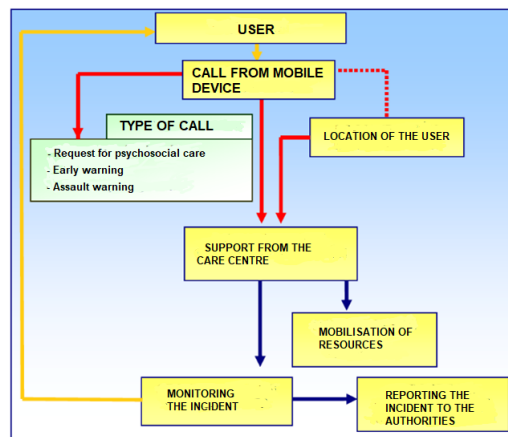 USER
CALL FROM MOBILE
DEVICE
TYPE OF CALL
- Request for psychosocial care
- Early warning
- Assault warning
LOCATION OF THE USER
SUPPORT FROM THE
CARE CENTRE
MOBILISATION OF
RESOURCES
MONITORING
THE INCIDENT
REPORTING THE
INCIDENT TO THE
AUTHORITIES